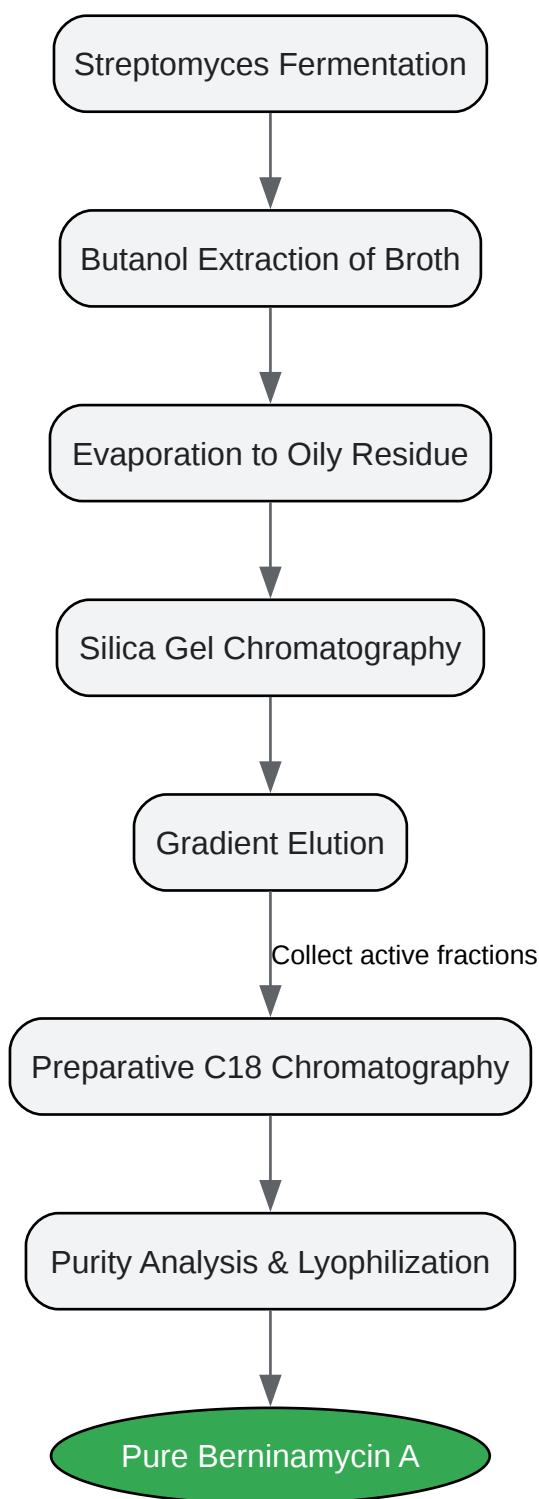 Streptomyces Fermentation
Butanol Extraction of Broth
Evaporation to Oily Residue
Silica Gel Chromatography
Gradient Elution
Collect active fractions
Preparative C18 Chromatography
Purity Analysis & Lyophilization
Pure Berninamycin A